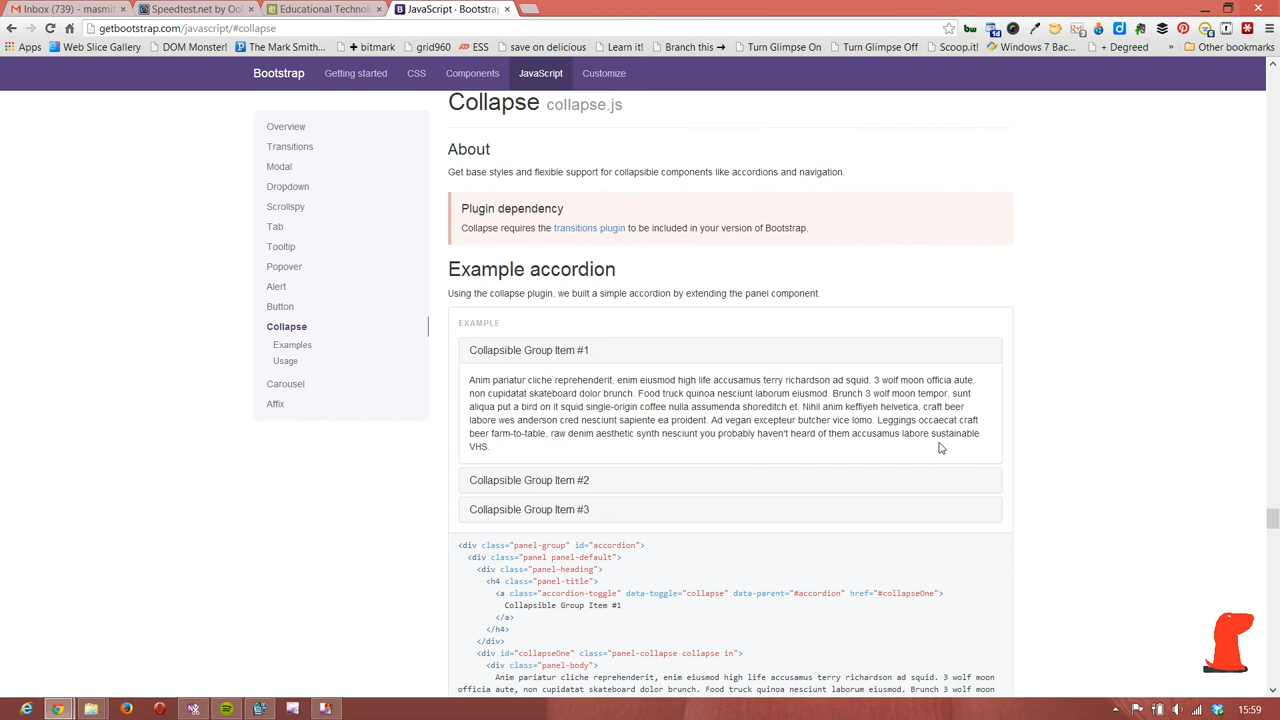 Inbox (739) - masmit
Speedtest.net by Ool
Educational Techno
JavaScript · Bootstra
getbootstrap.com/javascript/#collapse
Apps
Web Slice Gallery
DOM Monster!
The Mark Smith...
+ bitmark
grid960
ESS
save on delicious
Learn it!
Branch this
Turn Glimpse On
Turn Glimpse Off
Scoop.it!
Windows 7 Bac...
+ Degreed
Other bookmarks
Bootstrap
Getting started
CSS
Components
JavaScript
Customize
Overview
Transitions
Modal
Dropdown
Scrollspy
Tab
Tooltip
Popover
Alert
Button
Collapse
Examples
Usage
Carousel
Affix
Collapse collapse.js
About
Get base styles and flexible support for collapsible components like accordions and navigation.
Plugin dependency
Collapse requires the transitions plugin to be included in your version of Bootstrap.
Example accordion
Using the collapse plugin, we built a simple accordion by extending the panel component.
EXAMPLE
Collapsible Group Item #1
Anim pariatur cliche reprehenderit, enim eiusmod high life accusamus terry richardson ad squid. 3 wolf moon officia aute,
non cupidatat skateboard dolor brunch. Food truck quinoa nesciunt laborum eiusmod. Brunch 3 wolf moon tempor, sunt
aliqua put a bird on it squid single-origin coffee nulla assumenda shoreditch et. Nihil anim keffiyeh helvetica, craft beer
labore wes anderson cred nesciunt sapiente ea proident. Ad vegan excepteur butcher vice lomo. Leggings occaecat craft
beer farm-to-table, raw denim aesthetic synth nesciunt you probably haven't heard of them accusamus labore sustainable
VHS.
Collapsible Group Item #2
Collapsible Group Item #3
<div class="panel-group" id="accordion">
<div class="panel panel-default">
<div class="panel-heading">
<h4 class="panel-title">
<a class="accordion-toggle" data-toggle="collapse" data-parent="#accordion" href="#collapseOne">
Collapsible Group Item #1
</a>
</h4>
</div>
<div id="collapseOne" class="panel-collapse collapse in">
<div class="panel-body">
Anim pariatur cliche reprehenderit, enim eiusmod high life accusamus terry richardson ad squid. 3 wolf moon
officia aute, non cupidatat skateboard dolor brunch. Food truck quinoa nesciunt laborum eiusmod. Brunch 3 wolf moon
15:59